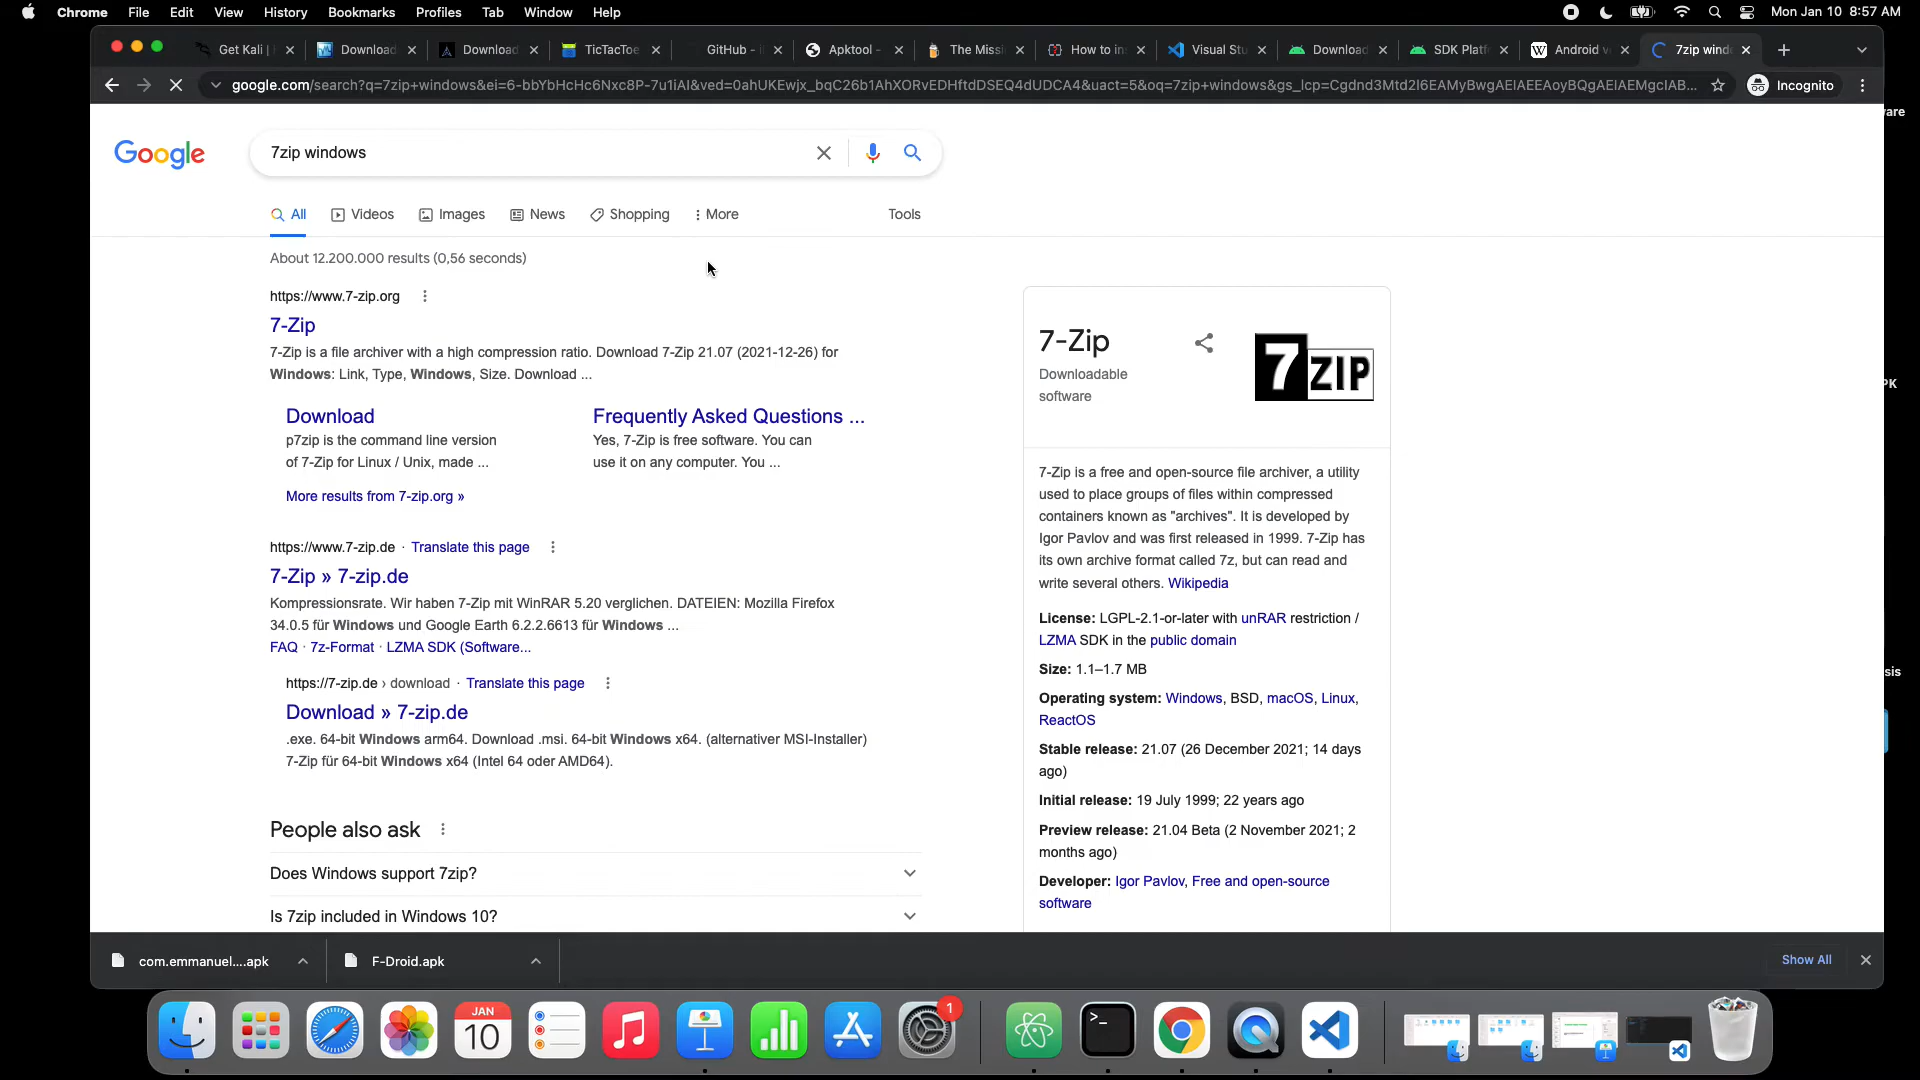 Chrome File Edit View History Bookmarks Profiles Tab Window Help Mon Jan 10 8:57 AM
Get Kali | Download Download TicTacToe GitHub - Apktool - The Missi How to in Visual Stu Download SDK Platf Android v 7zip wind
google.com/search?q=7zip+windows&ei=6-bbYbHcHc6Nxc8P-7u1iAI&ved=0ahUKEwjx_bqC26b1AhXORvEDHftdDSEQ4dUDCA4&uact=5&oq=7zip+windows&gs_lcp=Cgdnd3Mtd2l6EAMyBwgAEIAEEAoyBQgAEIAEMgcIAB... Incognito
Google
7zip windows
All Videos Images News Shopping More Tools
About 12.200.000 results (0,56 seconds)
https://www.7-zip.org
7-Zip
7-Zip is a file archiver with a high compression ratio. Download 7-Zip 21.07 (2021-12-26) for
Windows: Link, Type, Windows, Size. Download ...
Download
p7zip is the command line version
of 7-Zip for Linux / Unix, made ...
Frequently Asked Questions ...
Yes, 7-Zip is free software. You can
use it on any computer. You ...
More results from 7-zip.org »
https://www.7-zip.de · Translate this page
7-Zip » 7-zip.de
Kompressionsrate. Wir haben 7-Zip mit WinRAR 5.20 verglichen. DATEIEN: Mozilla Firefox
34.0.5 für Windows und Google Earth 6.2.2.6613 für Windows ...
FAQ · 7z-Format · LZMA SDK (Software...
https://7-zip.de › download · Translate this page
Download » 7-zip.de
.exe. 64-bit Windows arm64. Download .msi. 64-bit Windows x64. (alternativer MSI-Installer)
7-Zip für 64-bit Windows x64 (Intel 64 oder AMD64).
People also ask
Does Windows support 7zip?
Is 7zip included in Windows 10?
7-Zip
Downloadable
software
7 ZIP
7-Zip is a free and open-source file archiver, a utility
used to place groups of files within compressed
containers known as "archives". It is developed by
Igor Pavlov and was first released in 1999. 7-Zip has
its own archive format called 7z, but can read and
write several others. Wikipedia
License: LGPL-2.1-or-later with unRAR restriction /
LZMA SDK in the public domain
Size: 1.1–1.7 MB
Operating system: Windows, BSD, macOS, Linux,
ReactOS
Stable release: 21.07 (26 December 2021; 14 days
ago)
Initial release: 19 July 1999; 22 years ago
Preview release: 21.04 Beta (2 November 2021; 2
months ago)
Developer: Igor Pavlov, Free and open-source
software
com.emmanuel....apk F-Droid.apk Show All
JAN
10
1